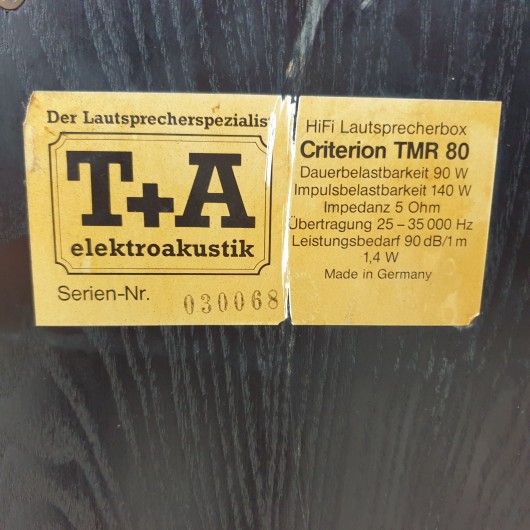 Der Lautsprecherspezialist
T+A
elektroakustik
Serien-Nr. 030068
HiFi Lautsprecherbox
Criterion TMR 80
Dauerbelastbarkeit 90 W
Impulsbelastbarkeit 140 W
Impedanz 5 Ohm
Übertragung 25 – 35 000 Hz
Leistungsbedarf 90 dB/1 m
1,4 W
Made in Germany